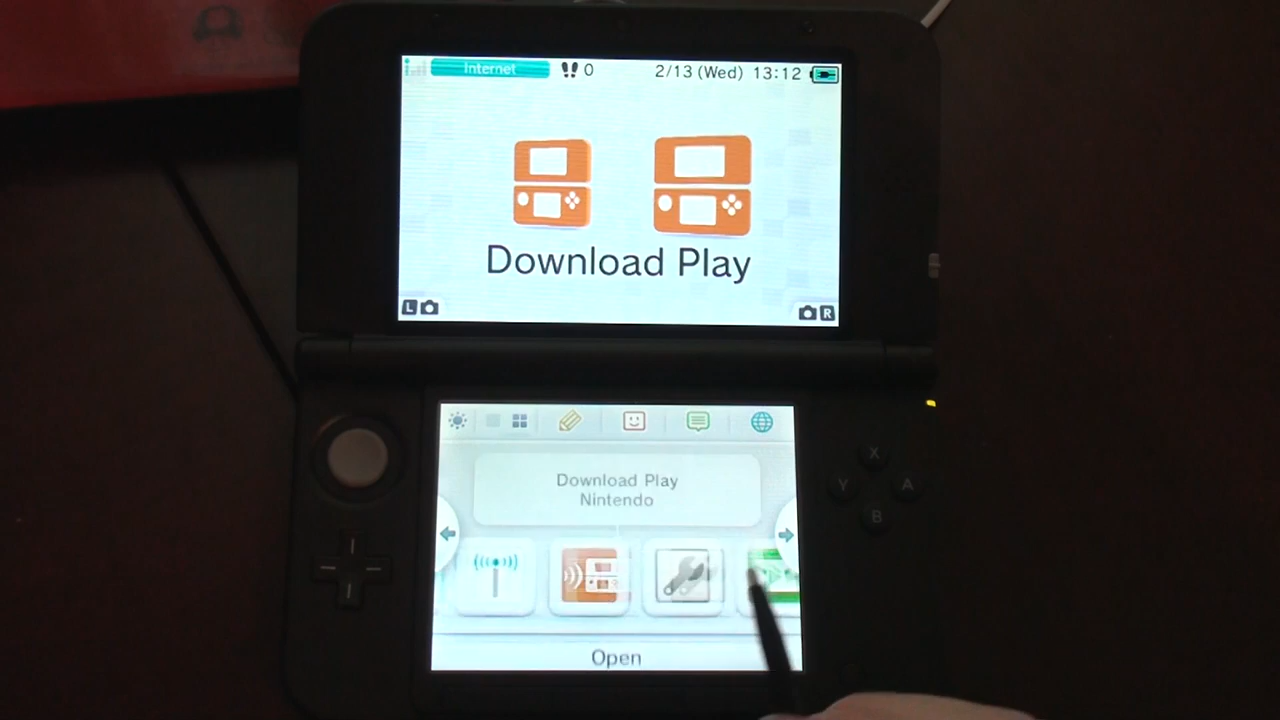 Internet 0 2/13 (Wed) 13:12
Download Play
L R
Download Play
Nintendo
Open
X
Y A
B